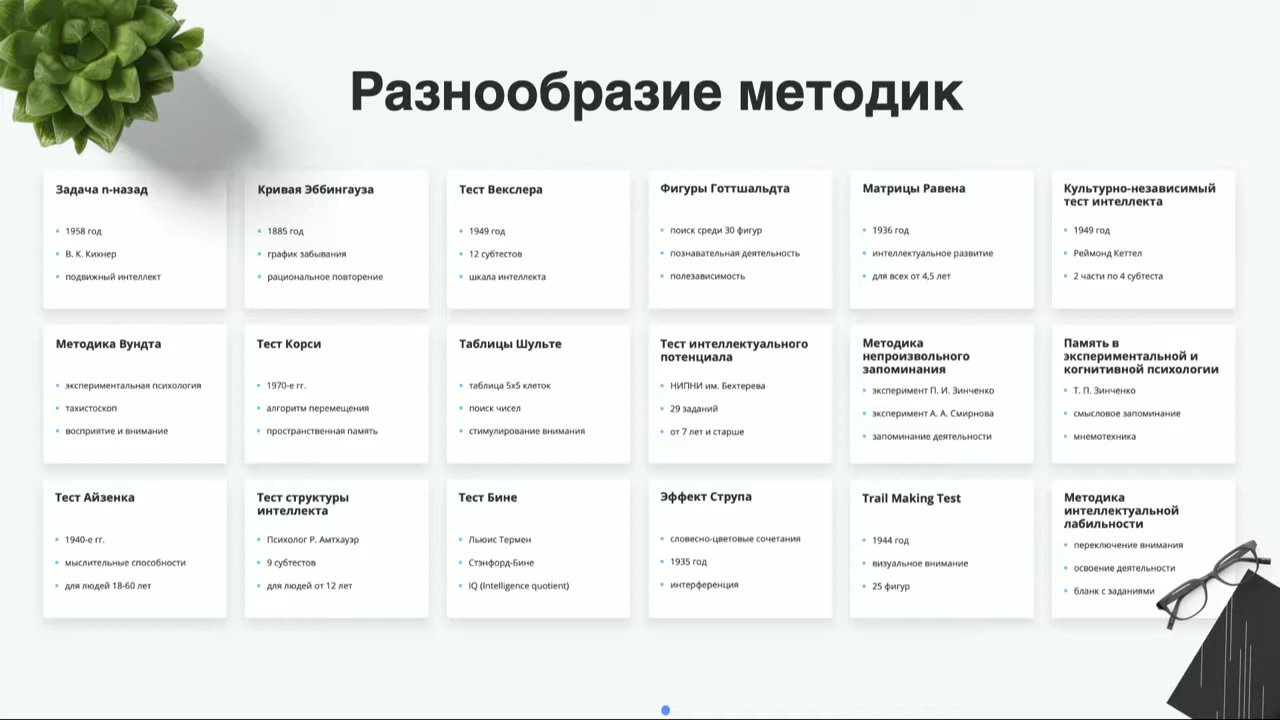 Разнообразие методик
Задача n-назад
1958 год
В. К. Кихнер
подвижный интеллект
Кривая Эббингауза
1885 год
график забывания
рациональное повторение
Тест Векслера
1949 год
12 субтестов
шкала интеллекта
Фигуры Готтшальдта
поиск среди 30 фигур
познавательная деятельность
полезависимость
Матрицы Равена
1936 год
интеллектуальное развитие
для всех от 4,5 лет
Культурно-независимый
тест интеллекта
1949 год
Реймонд Кеттел
2 части по 4 субтеста
Методика Вундта
экспериментальная психология
тахистоскоп
восприятие и внимание
Тест Корси
1970-е гг.
алгоритм перемещения
пространственная память
Таблицы Шульте
таблица 5x5 клеток
поиск чисел
стимулирование внимания
Тест интеллектуального
потенциала
НИПНИ им. Бехтерева
29 заданий
от 7 лет и старше
Методика
непроизвольного
запоминания
эксперимент П. И. Зинченко
эксперимент А. А. Смирнова
запоминание деятельности
Память в
экспериментальной и
когнитивной психологии
Т. П. Зинченко
смысловое запоминание
мнемотехника
Тест Айзенка
1940-е гг.
мыслительные способности
для людей 18-60 лет
Тест структуры
интеллекта
Психолог Р. Амтхауэр
9 субтестов
для людей от 12 лет
Тест Бине
Льюис Термен
Стэнфорд-Бине
IQ (Intelligence quotient)
Эффект Струпа
словесно-цветовые сочетания
1935 год
интерференция
Trail Making Test
1944 год
визуальное внимание
25 фигур
Методика
интеллектуальной
лабильности
переключение внимания
освоение деятельности
бланк с заданиями